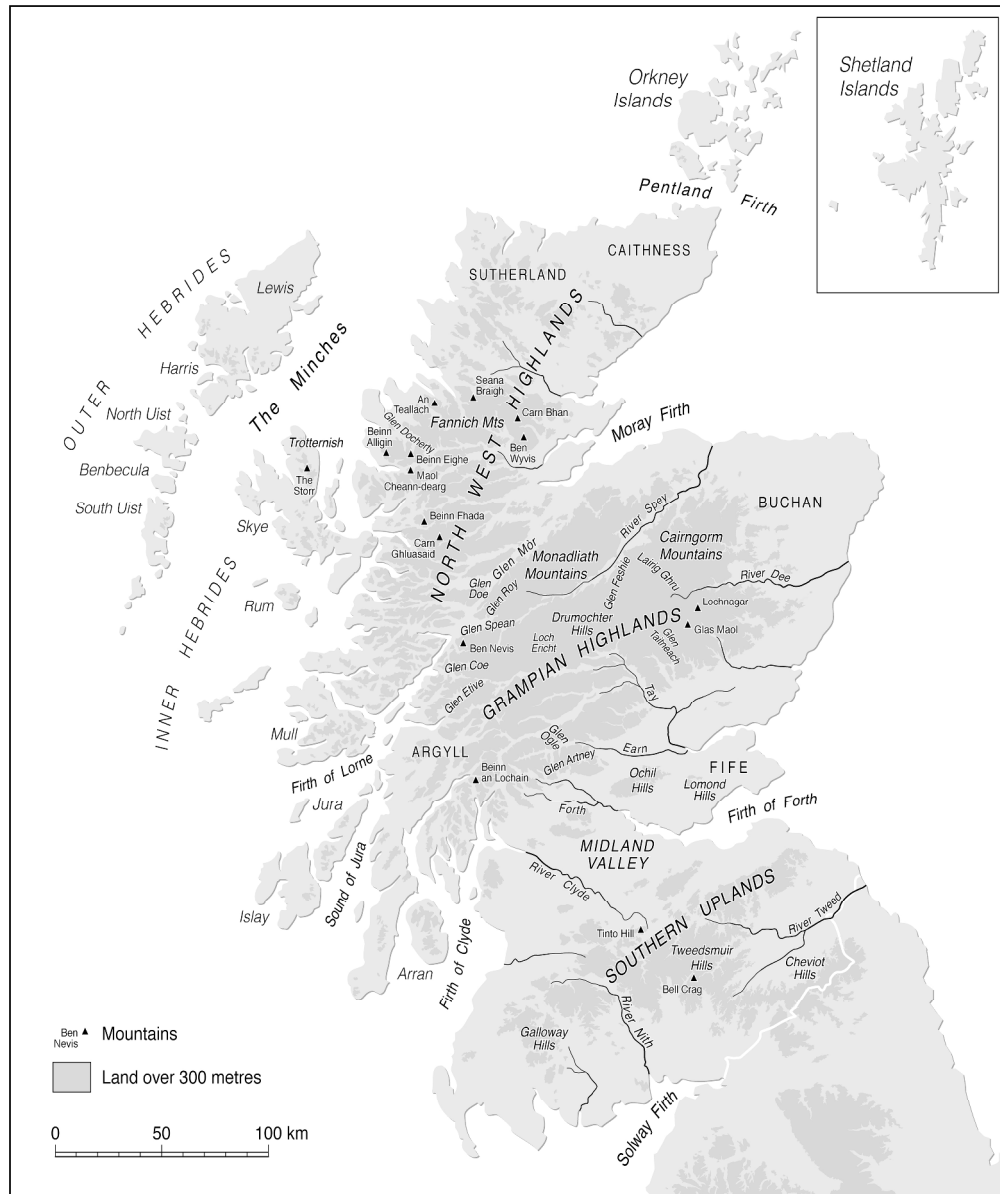 Orkney
Islands
Shetland
Islands
Pentland Firth
CAITHNESS
SUTHERLAND
OUTER HEBRIDES
Lewis
Harris
The Minches
North Uist
Benbecula
South Uist
NORTH WEST HIGHLANDS
Seana
Braigh
An
Teallach
Fannich Mts
Carn Bhan
Glen Docherty
Beinn
Alligin
Ben
Wyvis
Beinn Eighe
Maol
Cheann-dearg
Moray Firth
Trotternish
The
Storr
Skye
Beinn Fhada
Carn
Ghluasaid
BUCHAN
River Spey
Cairngorm
Mountains
Glen Mòr
Monadliath
Mountains
Glen
Doe
Glen Roy
Glen Feshie
Lairig Ghru
River Dee
INNER HEBRIDES
Rum
Lochnagar
Glas Maol
Drumochter
Hills
Glen Spean
Loch
Ericht
Glen
Taitneach
Ben Nevis
GRAMPIAN HIGHLANDS
Glen Coe
Glen Etive
Tay
Mull
ARGYLL
Glen
Ogle
Earn
Glen Artney
Firth of Lorne
Beinn
an Lochain
Ochil
Hills
FIFE
Lomond
Hills
Jura
Forth
Firth of Forth
MIDLAND
VALLEY
Sound of Jura
River Clyde
Islay
SOUTHERN UPLANDS
River Tweed
Tinto Hill
Tweedsmuir
Hills
Cheviot
Hills
Arran
Firth of Clyde
Bell Crag
River Nith
Galloway
Hills
Solway Firth
Ben
Nevis
Mountains
Land over 300 metres
0 50 100 km